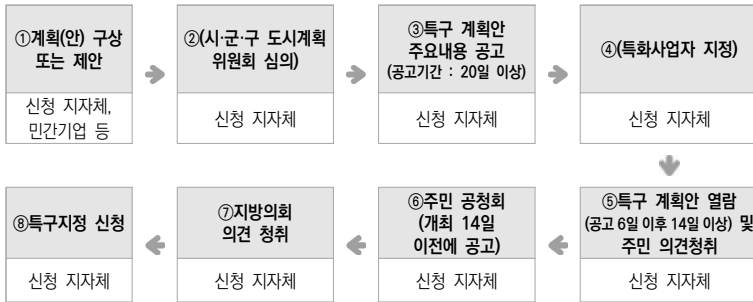 ①계획(안) 구상
또는 제안
신청 지자체,
민간기업 등
②(시·군·구 도시계획
위원회 심의)
신청 지자체
③특구 계획안
주요내용 공고
(공고기간 : 20일 이상)
신청 지자체
④(특화사업자 지정)
신청 지자체
⑤특구 계획안 열람
(공고 6일 이후 14일 이상) 및
주민 의견청취
신청 지자체
⑥주민 공청회
(개최 14일
이전에 공고)
신청 지자체
⑦지방의회
의견 청취
신청 지자체
⑧특구지정 신청
신청 지자체